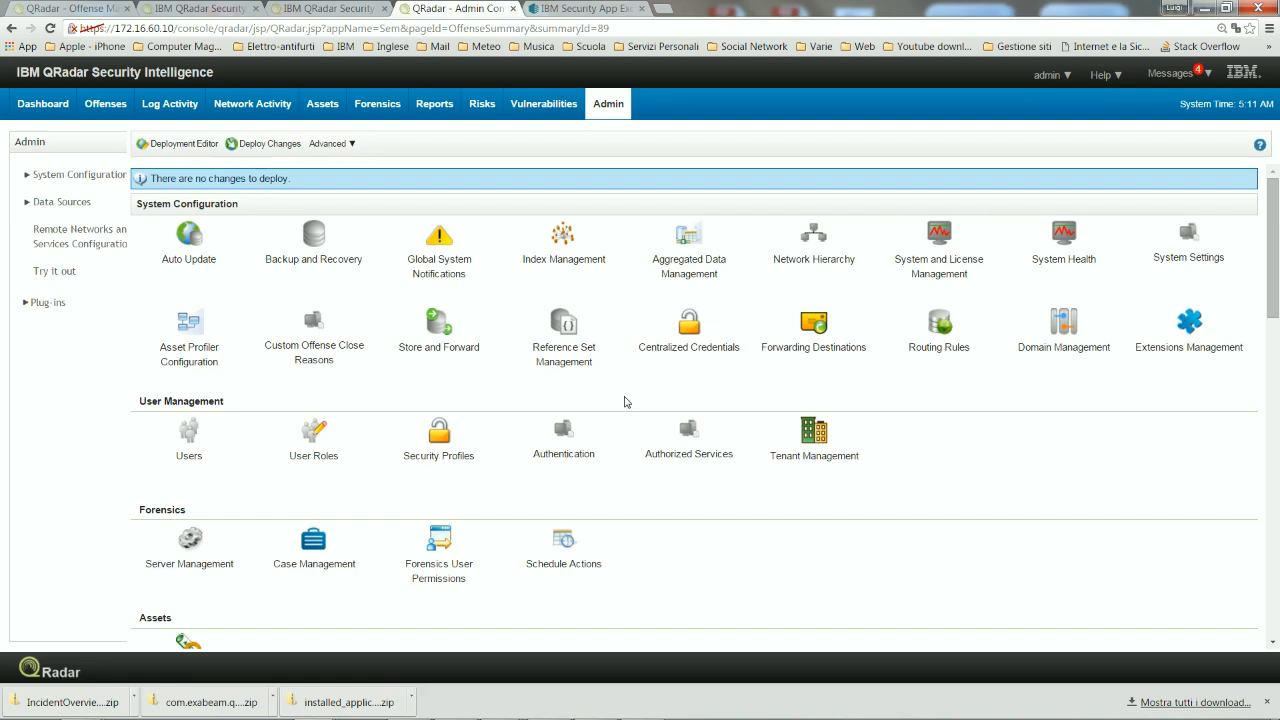 QRadar - Offense Ma
IBM QRadar Security
IBM QRadar Security
QRadar - Admin Con
IBM Security App Exc
Luigi
https://172.16.60.10/console/qradar/jsp/QRadar.jsp?appName=Sem&pageId=OffenseSummary&summaryId=89
App
Apple - iPhone
Computer Mag...
Elettro-antifurti
IBM
Inglese
Mail
Meteo
Musica
Scuola
Servizi Personali
Social Network
Varie
Web
Youtube downl...
Gestione siti
Internet e la Sic...
Stack Overflow
»
IBM QRadar Security Intelligence
admin ▼
Help ▼
Messages 4 ▼
IBM.
Dashboard
Offenses
Log Activity
Network Activity
Assets
Forensics
Reports
Risks
Vulnerabilities
Admin
System Time: 5:11 AM
Admin
System Configuration
Data Sources
Remote Networks an
Services Configuratio
Try it out
Plug-ins
Deployment Editor
Deploy Changes
Advanced ▼
There are no changes to deploy.
System Configuration
Auto Update
Backup and Recovery
Global System
Notifications
Index Management
Aggregated Data
Management
Network Hierarchy
System and License
Management
System Health
System Settings
Asset Profiler
Configuration
Custom Offense Close
Reasons
Store and Forward
Reference Set
Management
Centralized Credentials
Forwarding Destinations
Routing Rules
Domain Management
Extensions Management
User Management
Users
User Roles
Security Profiles
Authentication
Authorized Services
Tenant Management
Forensics
Server Management
Case Management
Forensics User
Permissions
Schedule Actions
Assets
QRadar
IncidentOvervie....zip
com.exabeam.q....zip
installed_applic....zip
Mostra tutti i download...